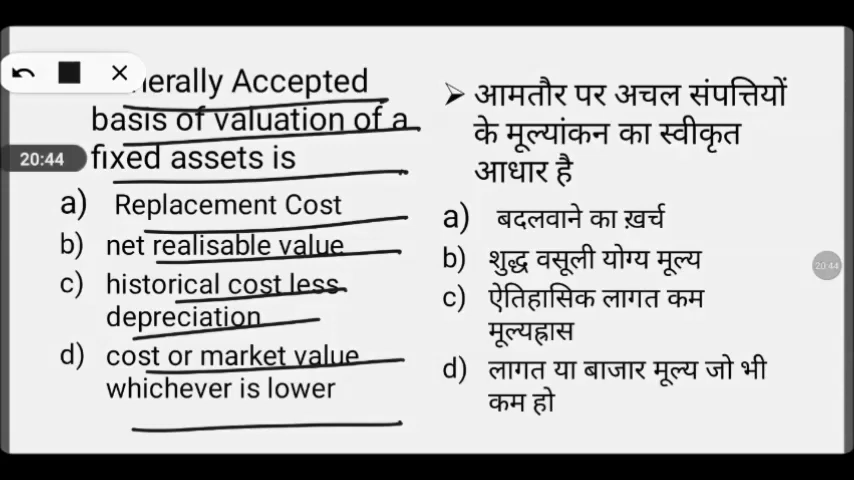 nerally Accepted
basis of valuation of a
fixed assets is
a) Replacement Cost
b) net realisable value
c) historical cost less
depreciation
d) cost or market value
whichever is lower
➢ आमतौर पर अचल संपत्तियों
के मूल्यांकन का स्वीकृत
आधार है
a) बदलवाने का ख़र्च
b) शुद्ध वसूली योग्य मूल्य
c) ऐतिहासिक लागत कम
मूल्यह्रास
d) लागत या बाजार मूल्य जो भी
कम हो
20:44
20:44